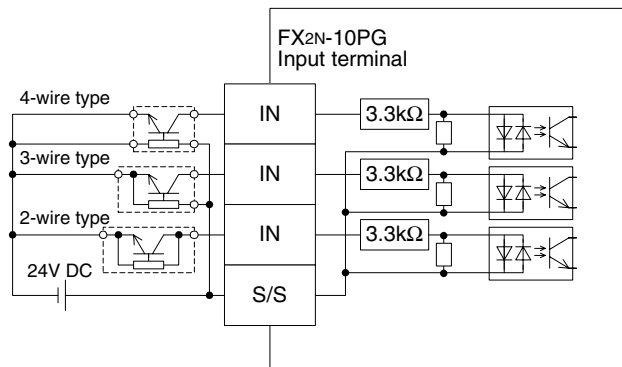 FX2N-10PG
Input terminal
4-wire type
IN
3.3kΩ
3-wire type
IN
3.3kΩ
2-wire type
IN
3.3kΩ
24V DC
S/S